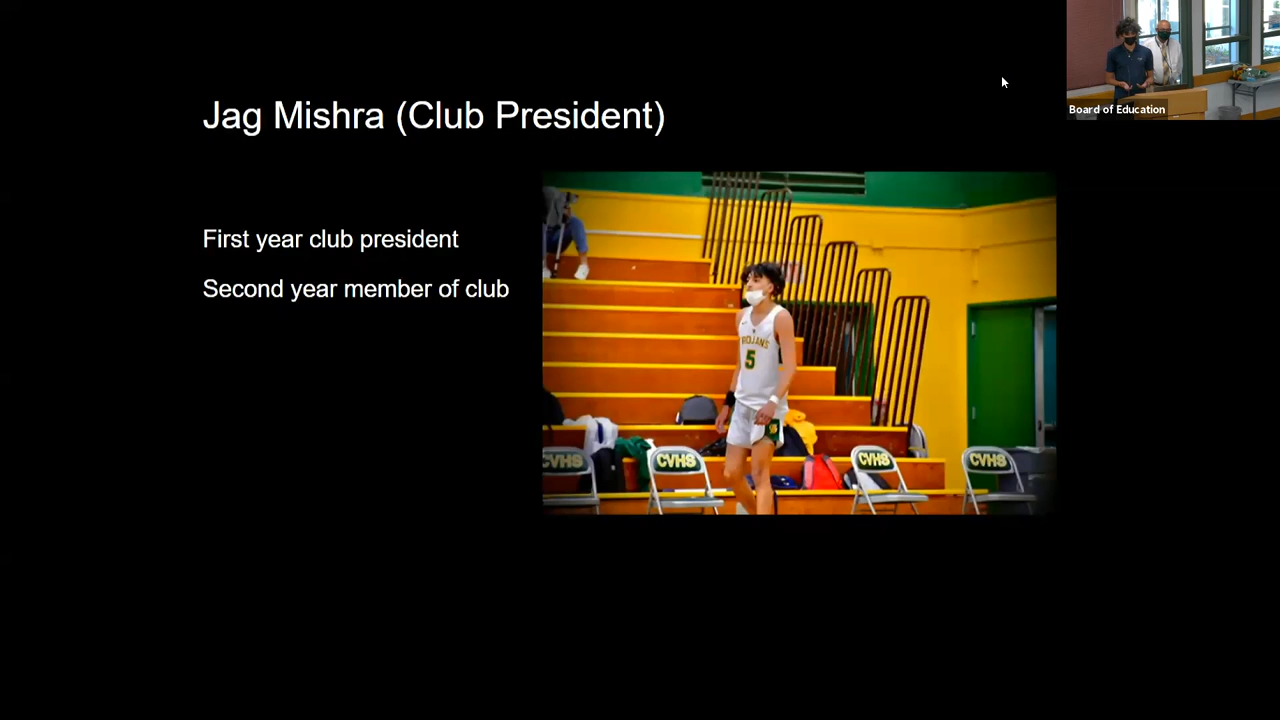 Jag Mishra (Club President)
Board of Education
First year club president
Second year member of club
TROJANS
5
CVHS
CVHS
CVHS
CVHS